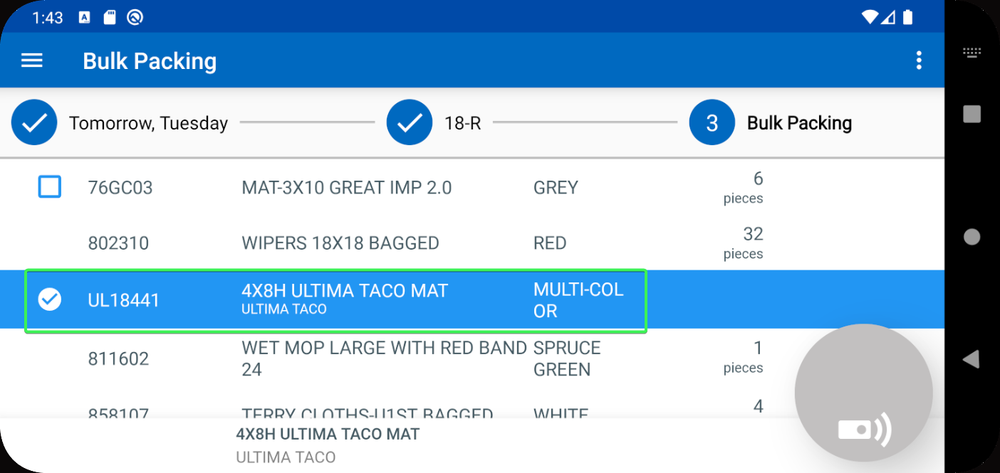 1:43
Bulk Packing
Tomorrow, Tuesday
18-R
3
Bulk Packing
76GC03
MAT-3X10 GREAT IMP 2.0
GREY
6
pieces
802310
WIPERS 18X18 BAGGED
RED
32
pieces
UL18441
4X8H ULTIMA TACO MAT
ULTIMA TACO
MULTI-COL
OR
811602
WET MOP LARGE WITH RED BAND
24
SPRUCE
GREEN
1
pieces
858107
TERRY CLOTHS-U1ST BAGGED
WHITE
4
4X8H ULTIMA TACO MAT
ULTIMA TACO